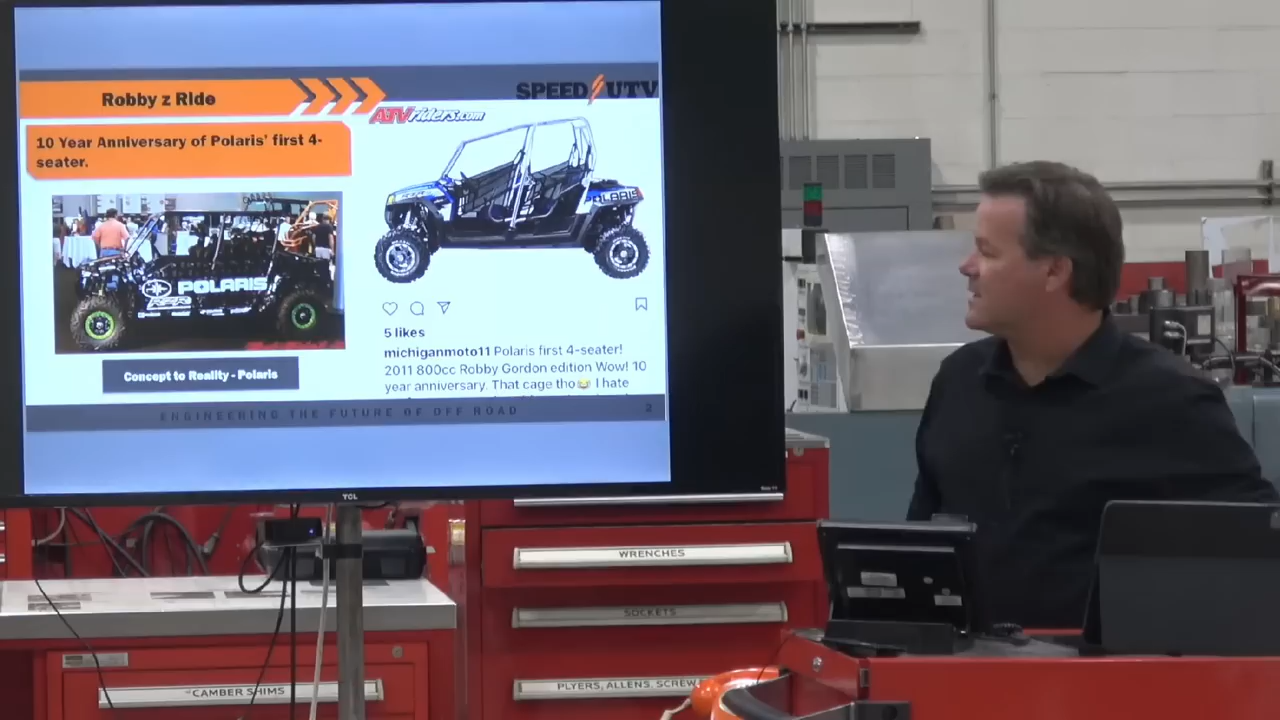 Robby z Ride
SPEED UTV
10 Year Anniversary of Polaris' first 4-
seater.
ATVriders.com
POLARIS
POLARIS
Concept to Reality - Polaris
5 likes
michiganmoto11 Polaris first 4-seater!
2011 800cc Robby Gordon edition Wow! 10
year anniversary. That cage tho😂 I hate
ENGINEERING THE FUTURE OF OFF ROAD
2
TCL
WRENCHES
SOCKETS
PLYERS, ALLENS, SCREW
CAMBER SHIMS